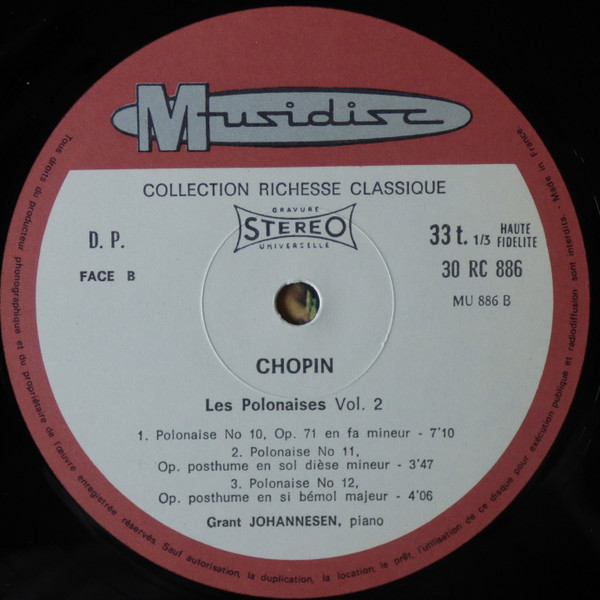 Musidisc
COLLECTION RICHESSE CLASSIQUE
GRAVURE
STEREO
UNIVERSELLE
D. P.
FACE B
33 t. 1/3 HAUTE FIDELITE
30 RC 886
MU 886 B
CHOPIN
Les Polonaises Vol. 2
1. Polonaise No 10, Op. 71 en fa mineur - 7'10
2. Polonaise No 11,
Op. posthume en sol dièse mineur - 3'47
3. Polonaise No 12,
Op. posthume en si bémol majeur - 4'06
Grant JOHANNESEN, piano
Tous droits du producteur phonographique et du propriétaire de l'œuvre enregistrée réservés. Sauf autorisation, la duplication, la location, le prêt, l'utilisation de ce disque pour exécution publique et radiodiffusion sont interdits. - Made in France